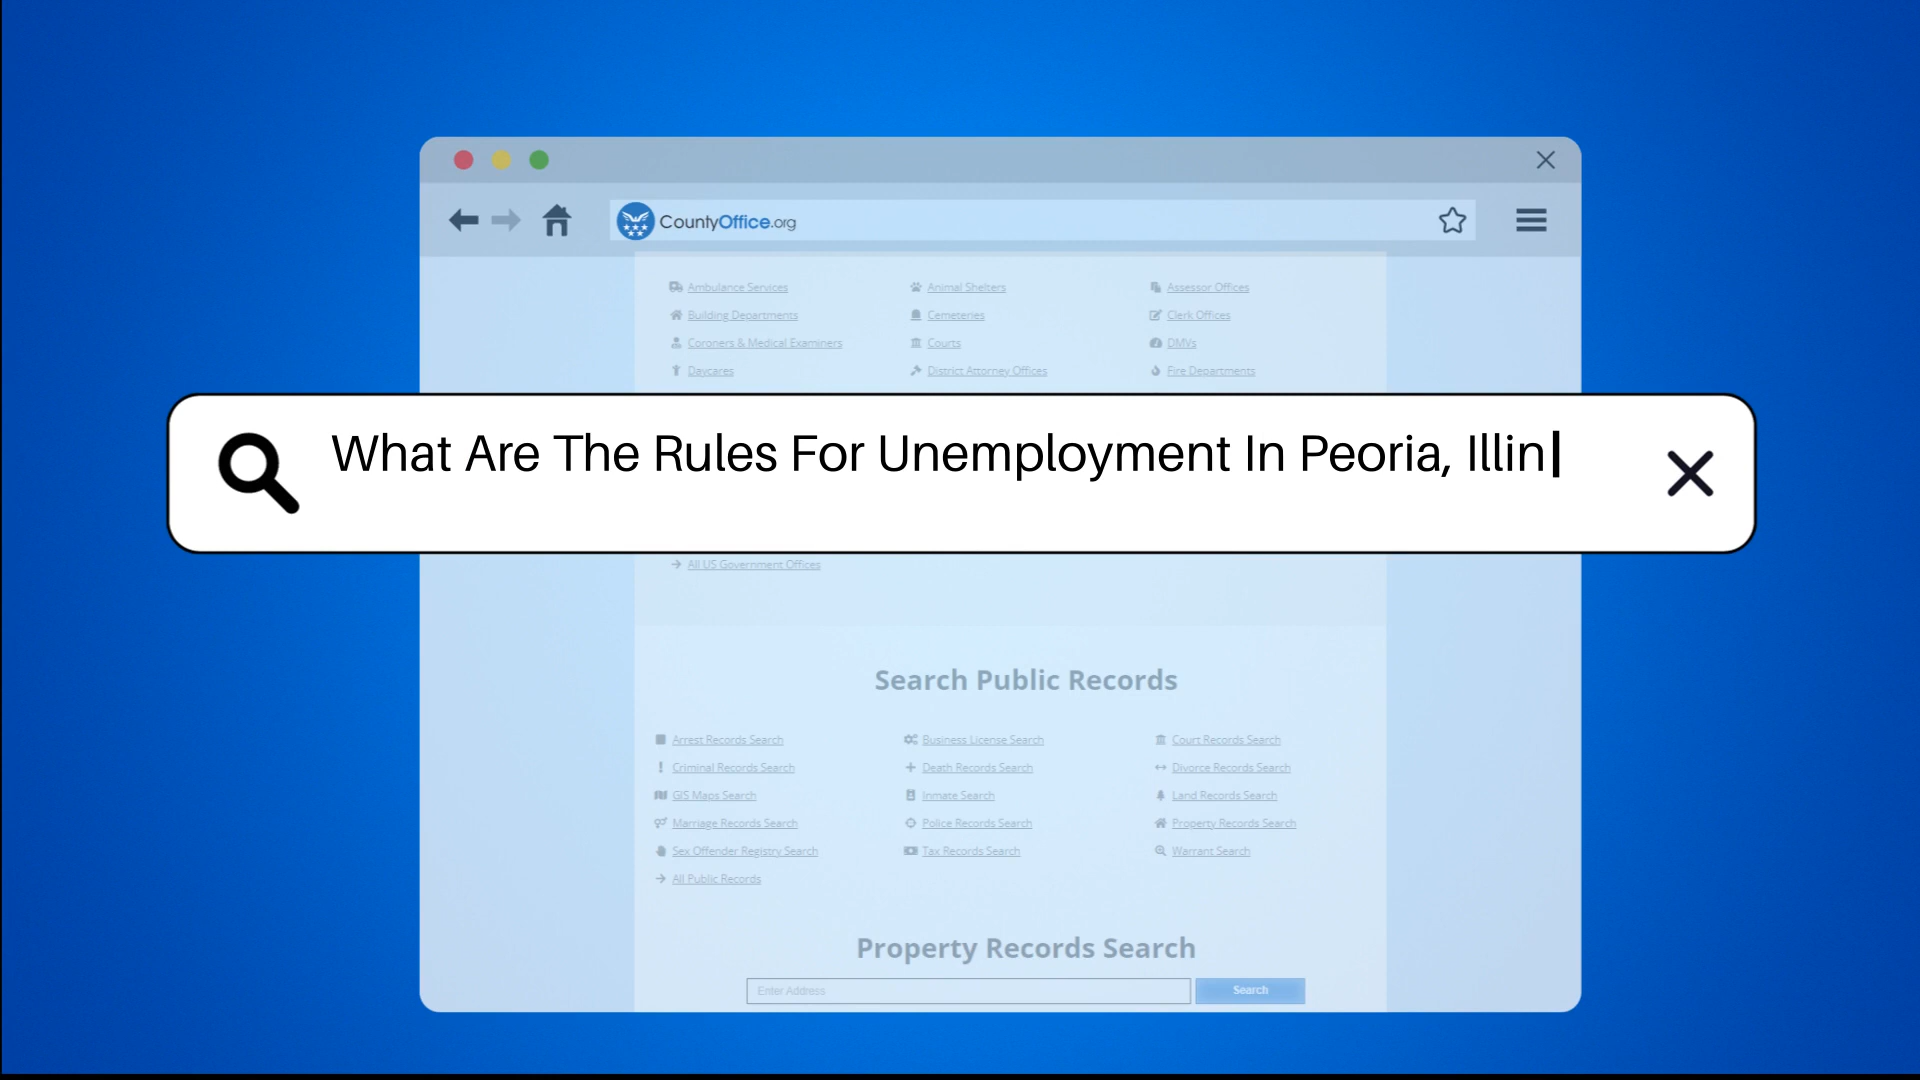 CountyOffice.org
Ambulance Services Animal Shelters Assessor Offices
Building Departments Cemeteries Clerk Offices
Coroners & Medical Examiners Courts DMVs
Daycares District Attorney Offices Fire Departments
What Are The Rules For Unemployment In Peoria, Illin
All US Government Offices
Search Public Records
Arrest Records Search Business License Search Court Records Search
Criminal Records Search Death Records Search Divorce Records Search
GIS Maps Search Inmate Search Land Records Search
Marriage Records Search Police Records Search Property Records Search
Sex Offender Registry Search Tax Records Search Warrant Search
All Public Records
Property Records Search
Enter Address Search